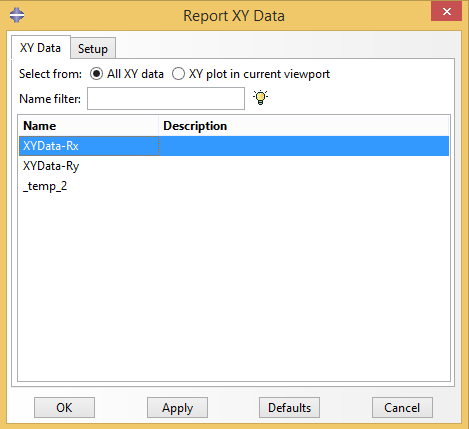 Report XY Data
XY Data Setup
Select from: All XY data XY plot in current viewport
Name filter:
Name Description
XYData-Rx
XYData-Ry
_temp_2
OK Apply Defaults Cancel